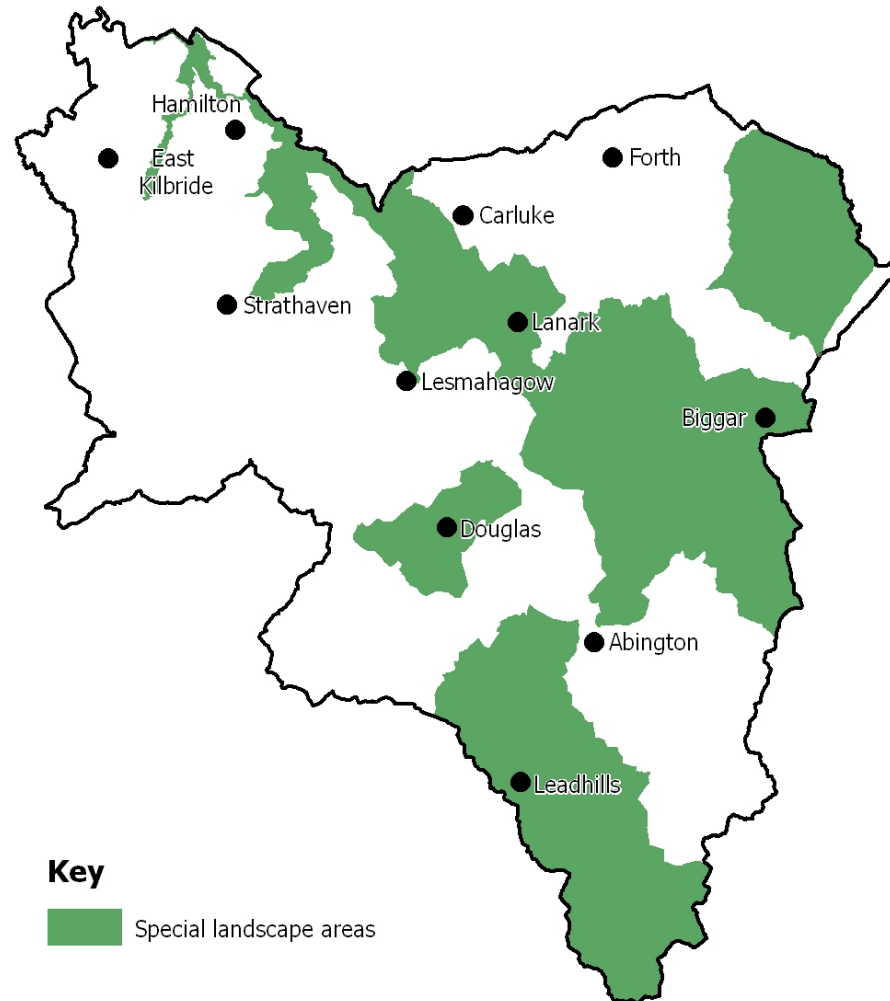 Hamilton
Forth
East
Kilbride
Carluke
Strathaven
Lanark
Lesmahagow
Biggar
Douglas
Abington
Leadhills
Key
Special landscape areas